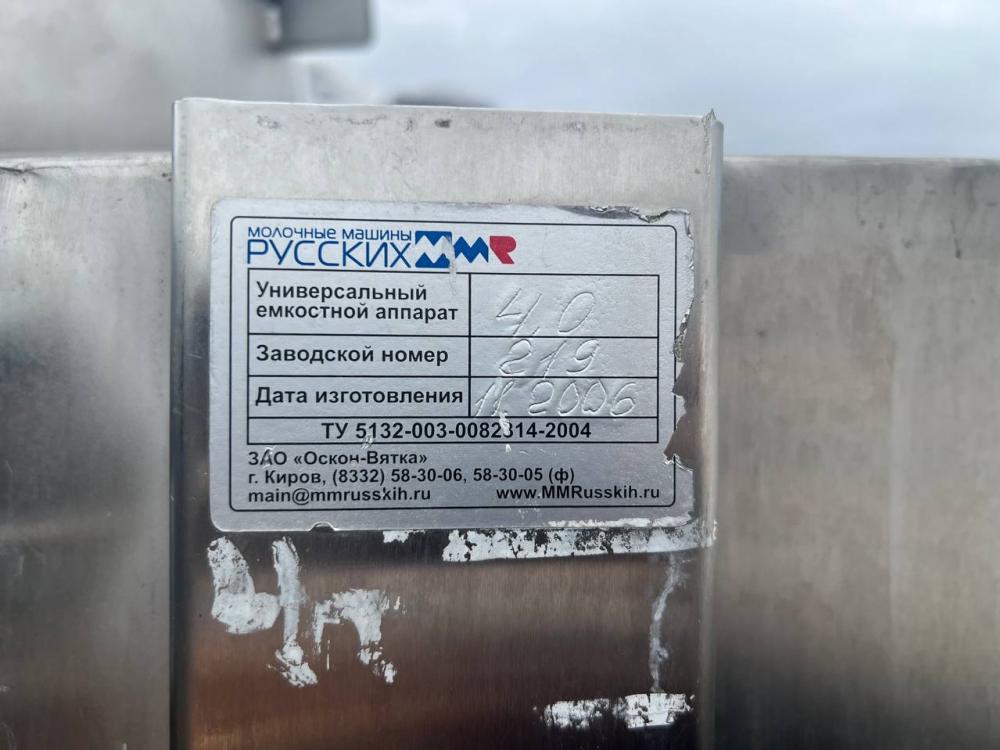 МОЛОЧНЫЕ МАШИНЫ
РУССКИХ MMR
Универсальный
емкостной аппарат 4,0
Заводской номер 219
Дата изготовления 11 2006
ТУ 5132-003-0082314-2004
ЗАО «Оскон-Вятка»
г. Киров, (8332) 58-30-06, 58-30-05 (ф)
main@mmrusskih.ru www.MMRusskih.ru